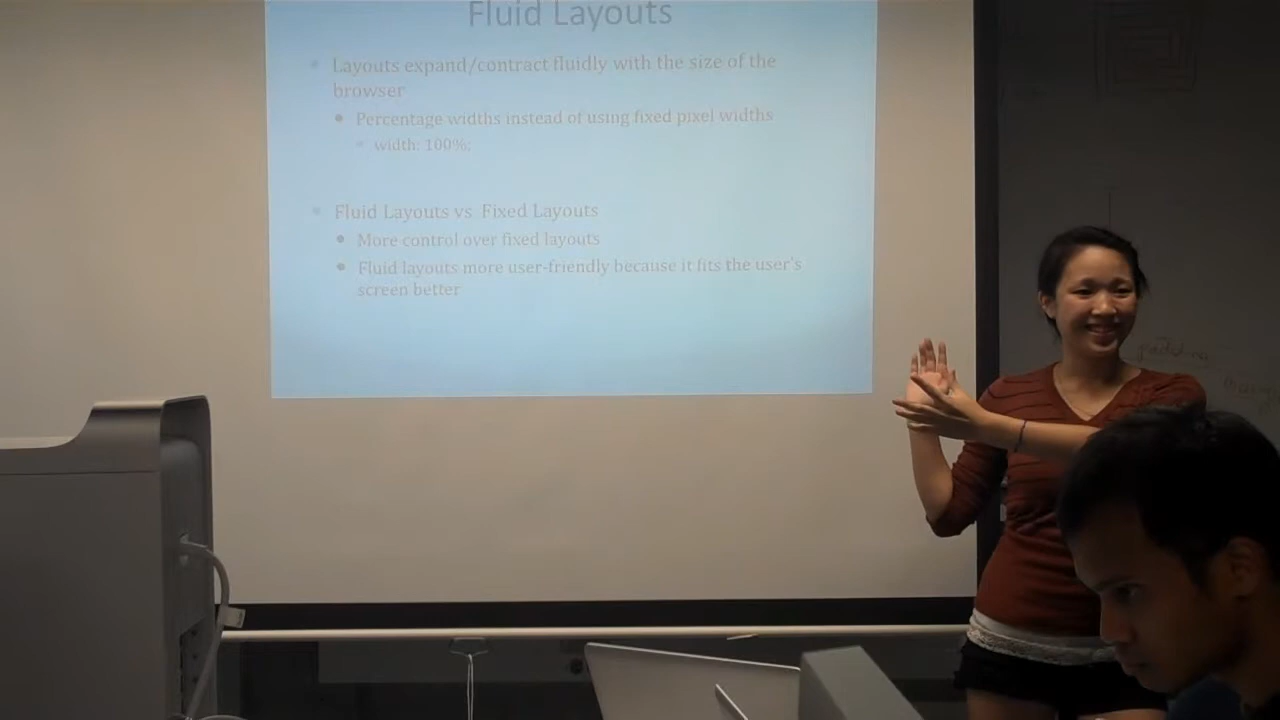 Fluid Layouts
Layouts expand/contract fluidly with the size of the
browser
Percentage widths instead of using fixed pixel widths
width: 100%;
Fluid Layouts vs. Fixed Layouts
More control over fixed layouts
Fluid layouts more user-friendly because it fits the user's
screen better
padding